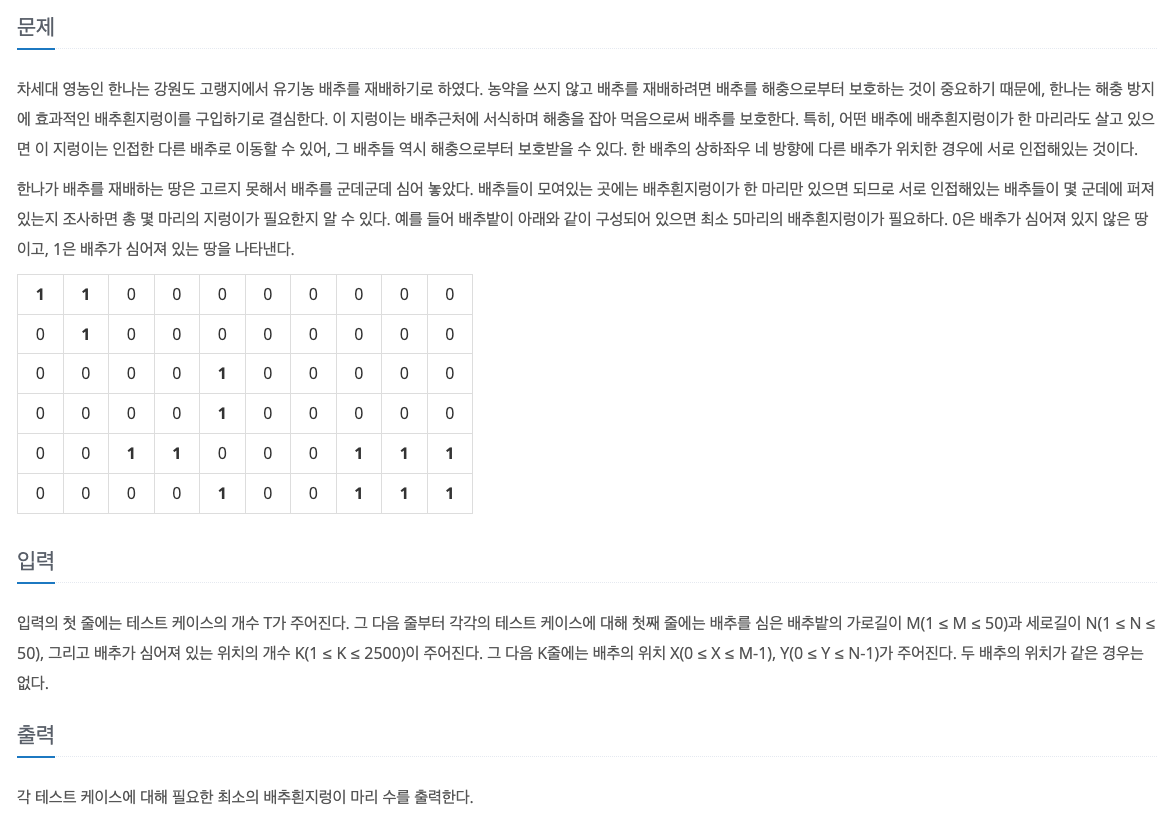 문제
차세대 영농인 한나는 강원도 고랭지에서 유기농 배추를 재배하기로 하였다. 농약을 쓰지 않고 배추를 재배하려면 배추를 해충으로부터 보호하는 것이 중요하기 때문에, 한나는 해충 방지
에 효과적인 배추흰지렁이를 구입하기로 결심한다. 이 지렁이는 배추근처에 서식하며 해충을 잡아 먹음으로써 배추를 보호한다. 특히, 어떤 배추에 배추흰지렁이가 한 마리라도 살고 있으
면 이 지렁이는 인접한 다른 배추로 이동할 수 있어, 그 배추들 역시 해충으로부터 보호받을 수 있다. 한 배추의 상하좌우 네 방향에 다른 배추가 위치한 경우에 서로 인접해있는 것이다.
한나가 배추를 재배하는 땅은 고르지 못해서 배추를 군데군데 심어 놓았다. 배추들이 모여있는 곳에는 배추흰지렁이가 한 마리만 있으면 되므로 서로 인접해있는 배추들이 몇 군데에 퍼져
있는지 조사하면 총 몇 마리의 지렁이가 필요한지 알 수 있다. 예를 들어 배추밭이 아래와 같이 구성되어 있으면 최소 5마리의 배추흰지렁이가 필요하다. 0은 배추가 심어져 있지 않은 땅
이고, 1은 배추가 심어져 있는 땅을 나타낸다.
1 1 0 0 0 0 0 0 0 0
0 1 0 0 0 0 0 0 0 0
0 0 0 0 1 0 0 0 0 0
0 0 0 0 1 0 0 0 0 0
0 0 1 1 0 0 0 1 1 1
0 0 0 0 1 0 0 1 1 1
입력
입력의 첫 줄에는 테스트 케이스의 개수 T가 주어진다. 그 다음 줄부터 각각의 테스트 케이스에 대해 첫째 줄에는 배추를 심은 배추밭의 가로길이 M(1 ≤ M ≤ 50)과 세로길이 N(1 ≤ N ≤
50), 그리고 배추가 심어져 있는 위치의 개수 K(1 ≤ K ≤ 2500)이 주어진다. 그 다음 K줄에는 배추의 위치 X(0 ≤ X ≤ M-1), Y(0 ≤ Y ≤ N-1)가 주어진다. 두 배추의 위치가 같은 경우는
없다.
출력
각 테스트 케이스에 대해 필요한 최소의 배추흰지렁이 마리 수를 출력한다.